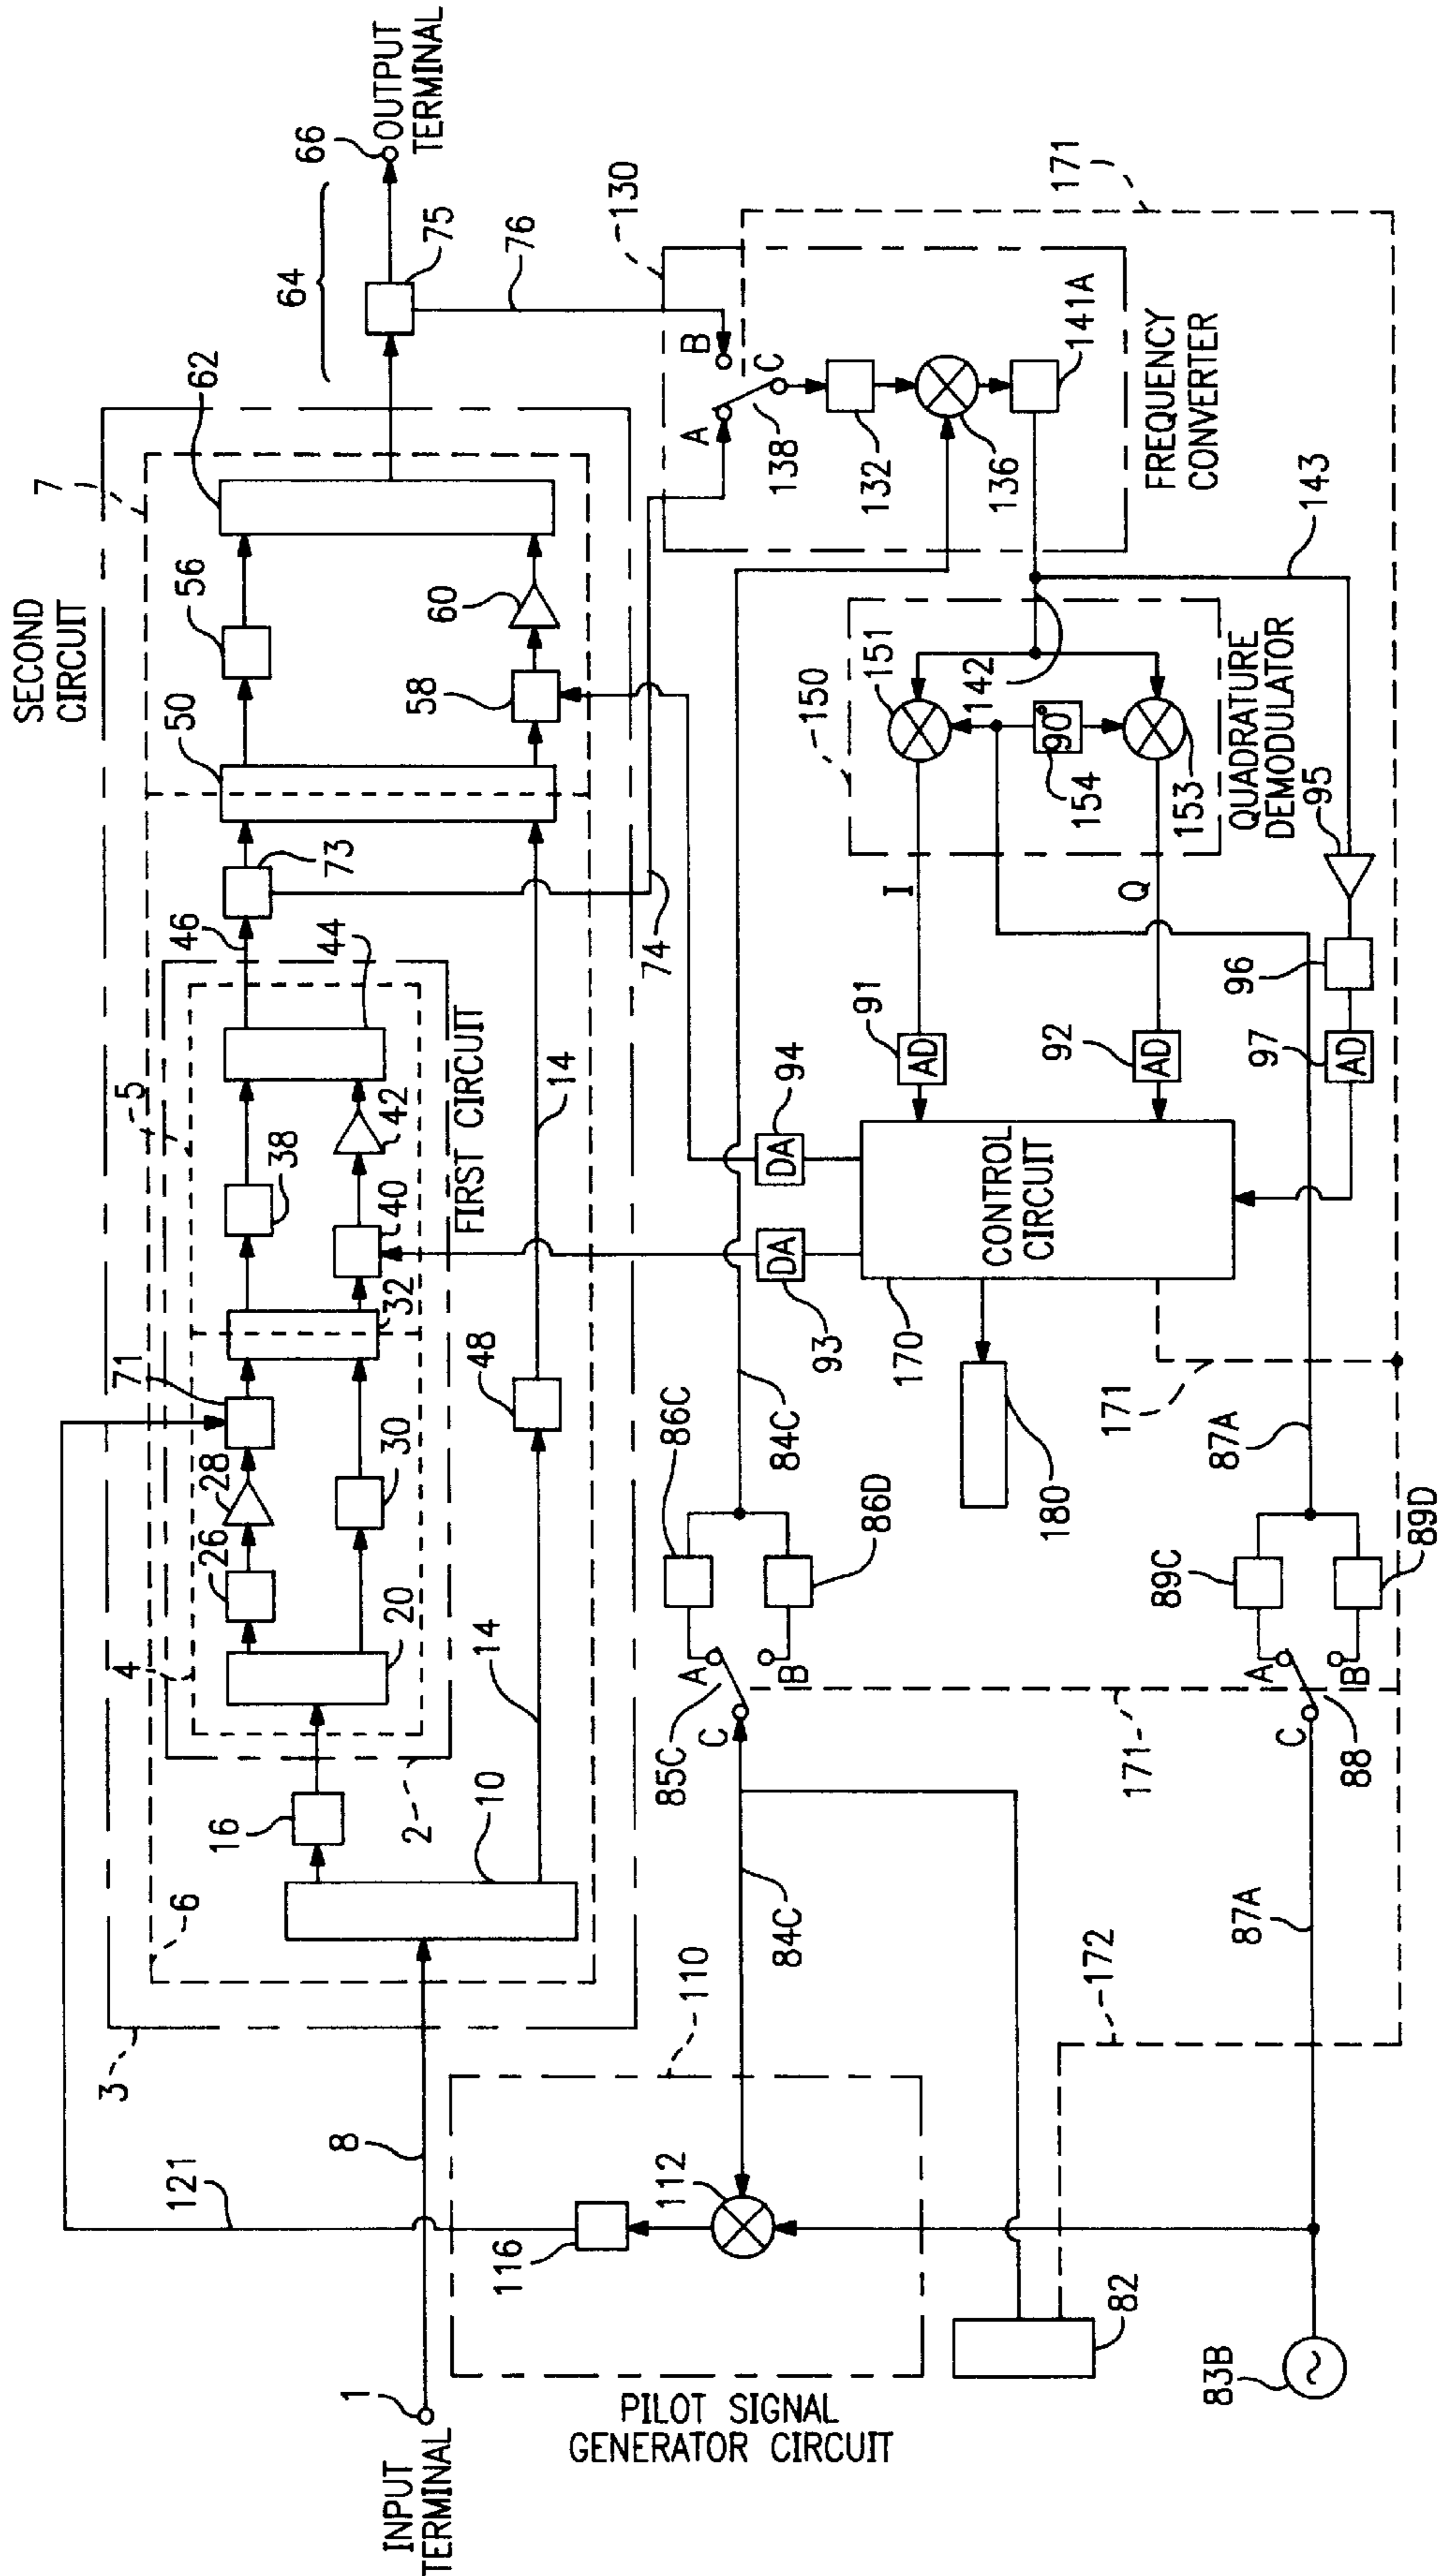 SECOND
CIRCUIT
7
62
64
66
OUTPUT
TERMINAL
50
56
75
76
130
171
58
60
73
46
44
74
5
42
38
40
32
FIRST CIRCUIT
14
71
28
26
30
48
4
20
14
16
2
10
6
3
8
121
1
INPUT
TERMINAL
A
B
C
138
132
136
141A
FREQUENCY
CONVERTER
143
150
151
142
90°
154
153
QUADRATURE
DEMODULATOR
95
I
Q
96
91
AD
92
AD
97
AD
94
DA
93
DA
CONTROL
CIRCUIT
170
180
171
84C
86C
86D
A
B
C
85C
87A
89C
89D
A
B
C
88
171
84C
110
172
87A
112
116
82
83B
PILOT SIGNAL
GENERATOR CIRCUIT